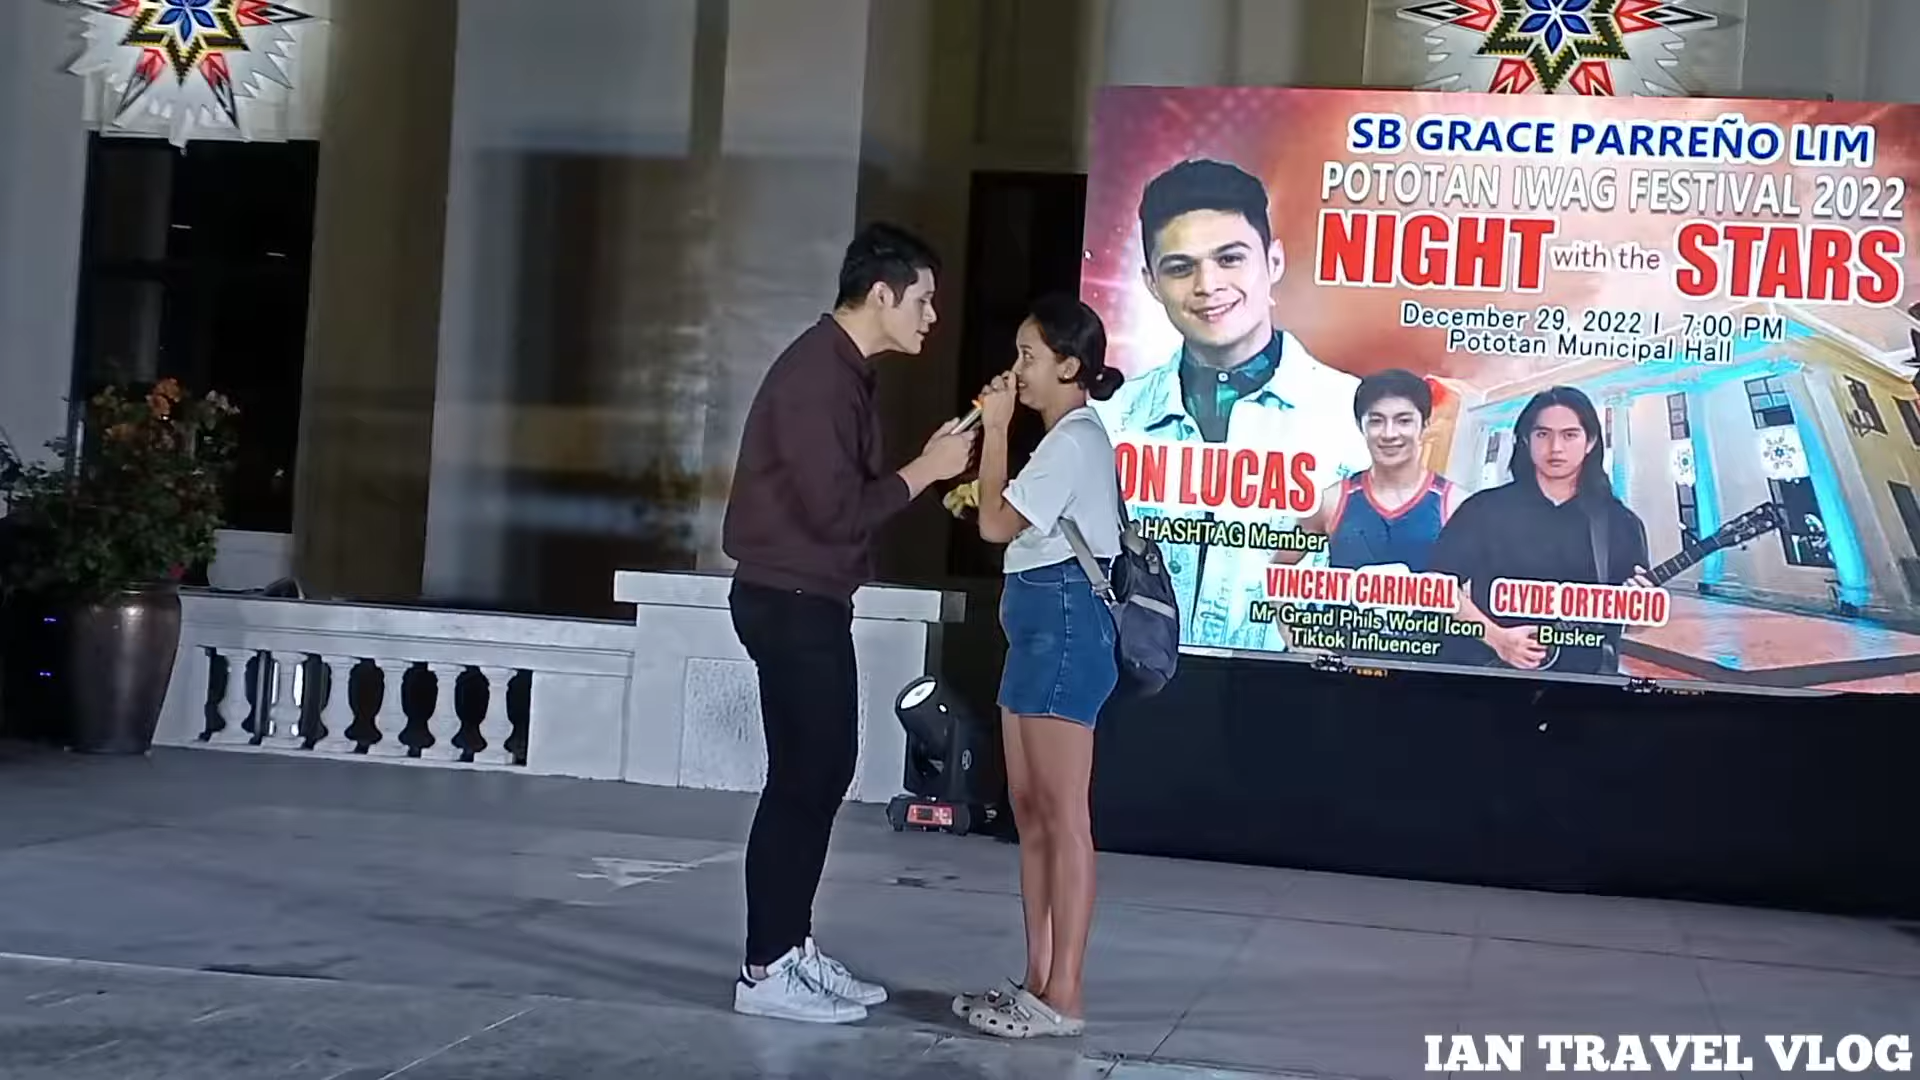 SB GRACE PARREÑO LIM
POTOTAN IWAG FESTIVAL 2022
NIGHT with the STARS
December 29, 2022 | 7:00 PM
Pototan Municipal Hall
ON LUCAS
HASHTAG Member
VINCENT CARINGAL
Mr Grand Phils World Icon
Tiktok Influencer
CLYDE ORTENCIO
Busker
IAN TRAVEL VLOG